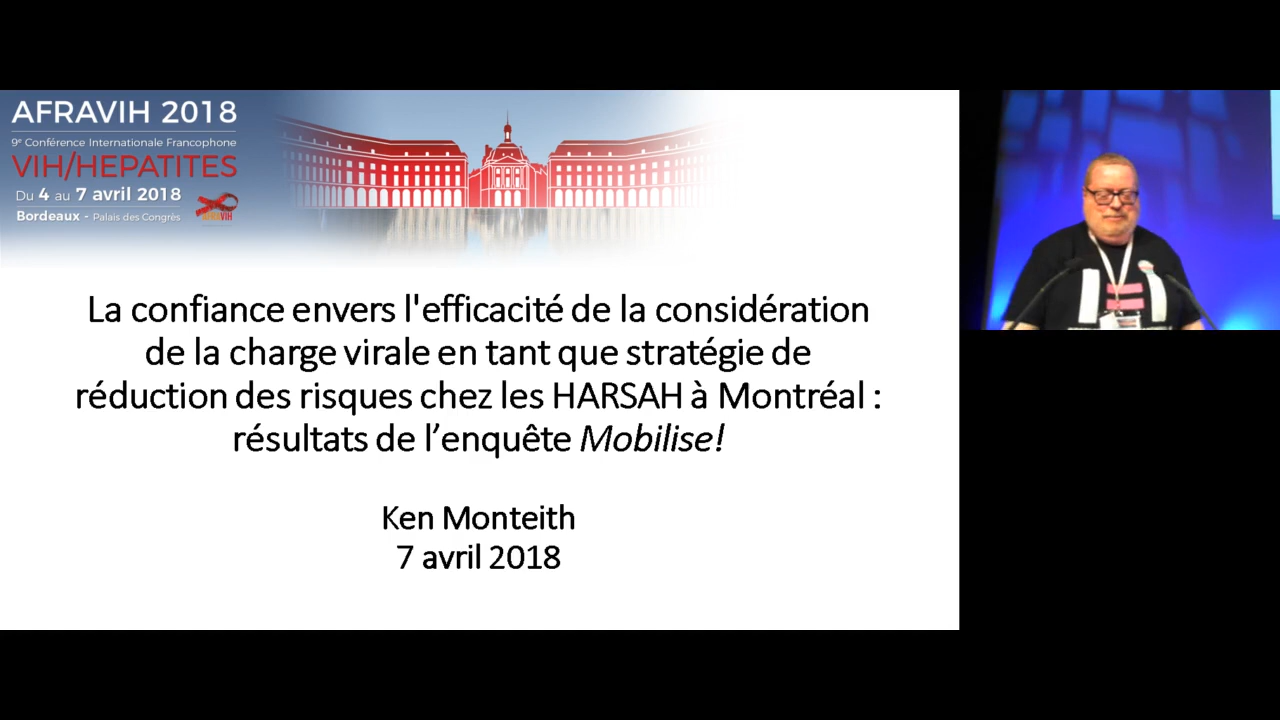 AFRAVIH 2018
9e Conférence Internationale Francophone
VIH/HEPATITES
Du 4 au 7 avril 2018
Bordeaux - Palais des Congrès
AFRAVIH
La confiance envers l'efficacité de la considération
de la charge virale en tant que stratégie de
réduction des risques chez les HARSAH à Montréal :
résultats de l’enquête Mobilise!
Ken Monteith
7 avril 2018
U=U